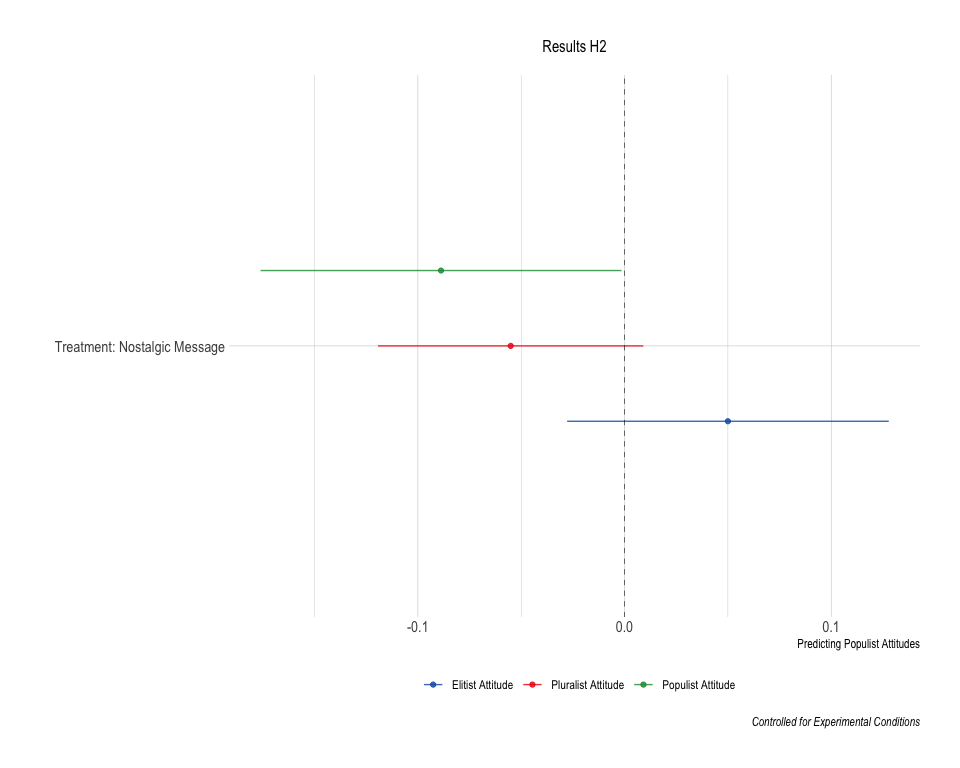 Results H2
Treatment: Nostalgic Message
-0.1 0.0 0.1
Predicting Populist Attitudes
Elitist Attitude Pluralist Attitude Populist Attitude
Controlled for Experimental Conditions